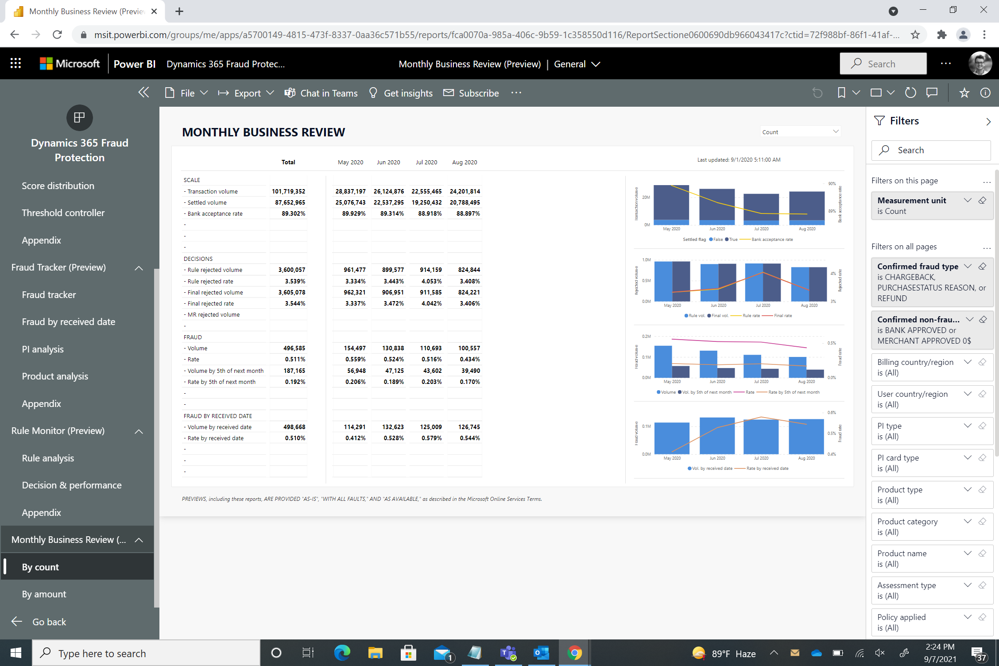 Monthly Business Review (Previe
msit.powerbi.com/groups/me/apps/a5700149-4815-473f-8337-0aa36c571b55/reports/fca0070a-985a-406c-9b59-1c358550d116/ReportSectione0600690db966043417c?ctid=72f988bf-86f1-41af-...
Microsoft
Power BI
Dynamics 365 Fraud Protec...
Monthly Business Review (Preview) | General
Search
File
Export
Chat in Teams
Get insights
Subscribe
Dynamics 365 Fraud
Protection
Score distribution
Threshold controller
Appendix
Fraud Tracker (Preview)
Fraud tracker
Fraud by received date
PI analysis
Product analysis
Appendix
Rule Monitor (Preview)
Rule analysis
Decision & performance
Appendix
Monthly Business Review (...
By count
By amount
Go back
MONTHLY BUSINESS REVIEW
Count
Total May 2020 Jun 2020 Jul 2020 Aug 2020
Last updated: 9/1/2020 5:11:00 AM
SCALE
- Transaction volume 101,719,352 28,837,197 26,124,876 22,555,465 24,201,814
- Settled volume 87,652,965 25,076,743 22,537,295 19,250,432 20,788,495
- Bank acceptance rate 89.302% 89.929% 89.314% 88.918% 88.897%
-
-
-
DECISIONS
- Rule rejected volume 3,600,057 961,477 899,577 914,159 824,844
- Rule rejected rate 3.539% 3.334% 3.443% 4.053% 3.408%
- Final rejected volume 3,605,078 962,321 906,951 911,585 824,221
- Final rejected rate 3.544% 3.337% 3.472% 4.042% 3.406%
- MR rejected volume
-
FRAUD
- Volume 496,585 154,497 130,838 110,693 100,557
- Rate 0.511% 0.559% 0.524% 0.516% 0.434%
- Volume by 5th of next month 187,165 56,948 47,125 43,602 39,490
- Rate by 5th of next month 0.192% 0.206% 0.189% 0.203% 0.170%
-
-
FRAUD BY RECEIVED DATE
- Volume by received date 498,668 114,291 132,623 125,009 126,745
- Rate by received date 0.510% 0.412% 0.528% 0.579% 0.544%
-
-
-
Transaction volume
20M
0M
90%
89%
Bank acceptance rate
May 2020 Jun 2020 Jul 2020 Aug 2020
Settled flag False True Bank acceptance rate
Rejected volume
1.0M
0.5M
0.0M
4%
3%
Rejected rate
May 2020 Jun 2020 Jul 2020 Aug 2020
Rule vol. Final vol. Rule rate Final rate
Fraud volume
0.2M
0.1M
0.0M
0.5%
0.0%
Fraud rate
May 2020 Jun 2020 Jul 2020 Aug 2020
Volume Vol. by 5th of next month Rate Rate by 5th of next month
Fraud volume
0.1M
0.0M
0.6%
0.5%
0.4%
Fraud rate
May 2020 Jun 2020 Jul 2020 Aug 2020
Vol. by received date Rate by received date
PREVIEWS, including these reports, ARE PROVIDED "AS-IS", "WITH ALL FAULTS," AND "AS AVAILABLE," as described in the Microsoft Online Services Terms.
Filters
Search
Filters on this page
Measurement unit
is Count
Filters on all pages
Confirmed fraud type
is CHARGEBACK,
PURCHASESTATUS REASON, or
REFUND
Confirmed non-frau...
is BANK APPROVED or
MERCHANT APPROVED 0$
Billing country/region
is (All)
User country/region
is (All)
PI type
is (All)
PI card type
is (All)
Product type
is (All)
Product category
is (All)
Product name
is (All)
Assessment type
is (All)
Policy applied
is (All)
Type here to search
1
89°F Haze
2:24 PM
9/7/2021
37